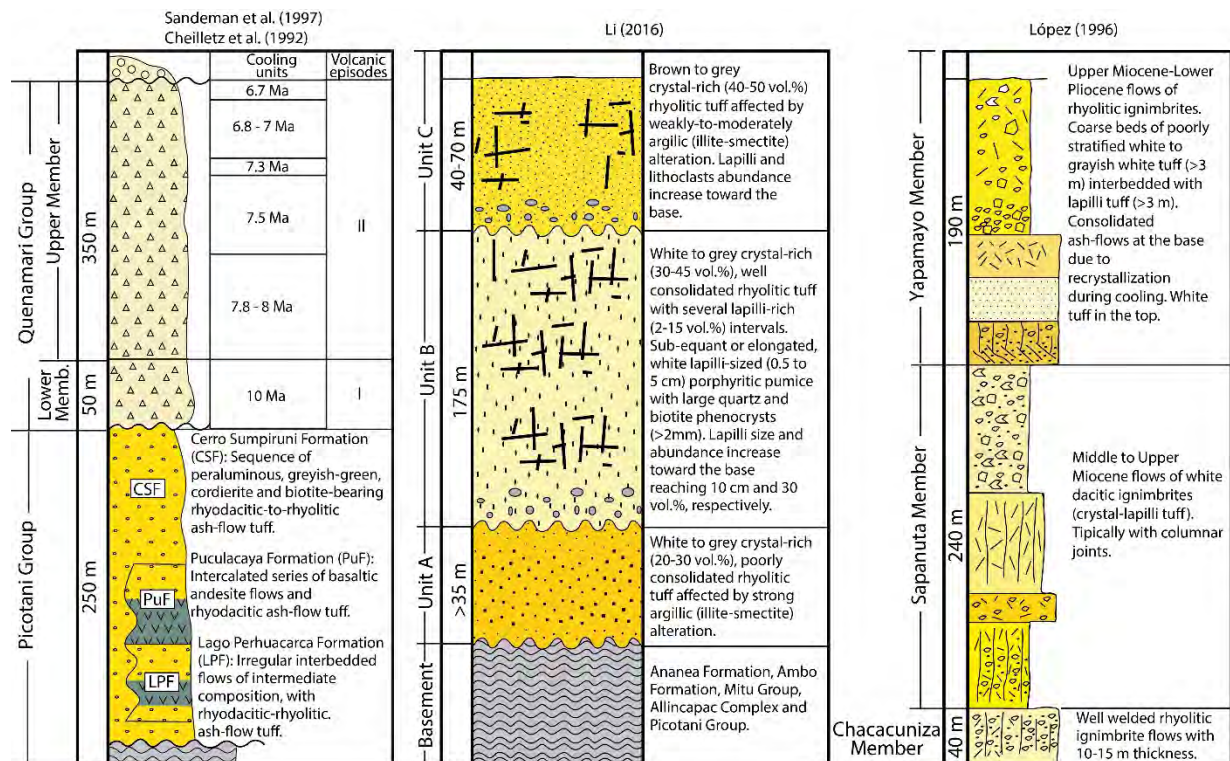 Sandeman et al. (1997)
Cheilletz et al. (1992)
Cooling
units
Volcanic
episodes
Quenamari Group
Upper Member
350 m
6.7 Ma
6.8 - 7 Ma
7.3 Ma
7.5 Ma
7.8 - 8 Ma
II
Lower
Memb.
50 m
10 Ma
I
Picotani Group
250 m
CSF
PuF
LPF
Cerro Sumpiruni Formation
(CSF): Sequence of
peraluminous, greyish-green,
cordierite and biotite-bearing
rhyodacitic-to-rhyolitic
ash-flow tuff.
Puculacaya Formation (PuF):
Intercalated series of basaltic
andesite flows and
rhyodacitic ash-flow tuff.
Lago Perhuacarca Formation
(LPF): Irregular interbedded
flows of intermediate
composition, with
rhyodacitic-rhyolitic.
ash-flow tuff.
Li (2016)
Unit C
40-70 m
Brown to grey
crystal-rich (40-50 vol.%)
rhyolitic tuff affected by
weakly-to-moderately
argilic (illite-smectite)
alteration. Lapilli and
lithoclasts abundance
increase toward the
base.
Unit B
175 m
White to grey crystal-rich
(30-45 vol.%), well
consolidated rhyolitic tuff
with several lapilli-rich
(2-15 vol.%) intervals.
Sub-equant or elongated,
white lapilli-sized (0.5 to
5 cm) porphyritic pumice
with large quartz and
biotite phenocrysts
(>2mm). Lapilli size and
abundance increase
toward the base
reaching 10 cm and 30
vol.%, respectively.
Unit A
>35 m
White to grey crystal-rich
(20-30 vol.%), poorly
consolidated rhyolitic
tuff affected by strong
argillic (illite-smectite)
alteration.
Basement
Ananea Formation, Ambo
Formation, Mitu Group,
Allincapac Complex and
Picotani Group.
López (1996)
Yapamayo Member
190 m
Upper Miocene-Lower
Pliocene flows of
rhyolitic ignimbrites.
Coarse beds of poorly
stratified white to
grayish white tuff (>3
m) interbedded with
lapilli tuff (>3 m).
Consolidated
ash-flows at the base
due to
recrystallization
during cooling. White
tuff in the top.
Sapanuta Member
240 m
Middle to Upper
Miocene flows of white
dacitic ignimbrites
(crystal-lapilli tuff).
Tipically with columnar
joints.
Chacacuniza
Member
40 m
Well welded rhyolitic
ignimbrite flows with
10-15 m thickness.